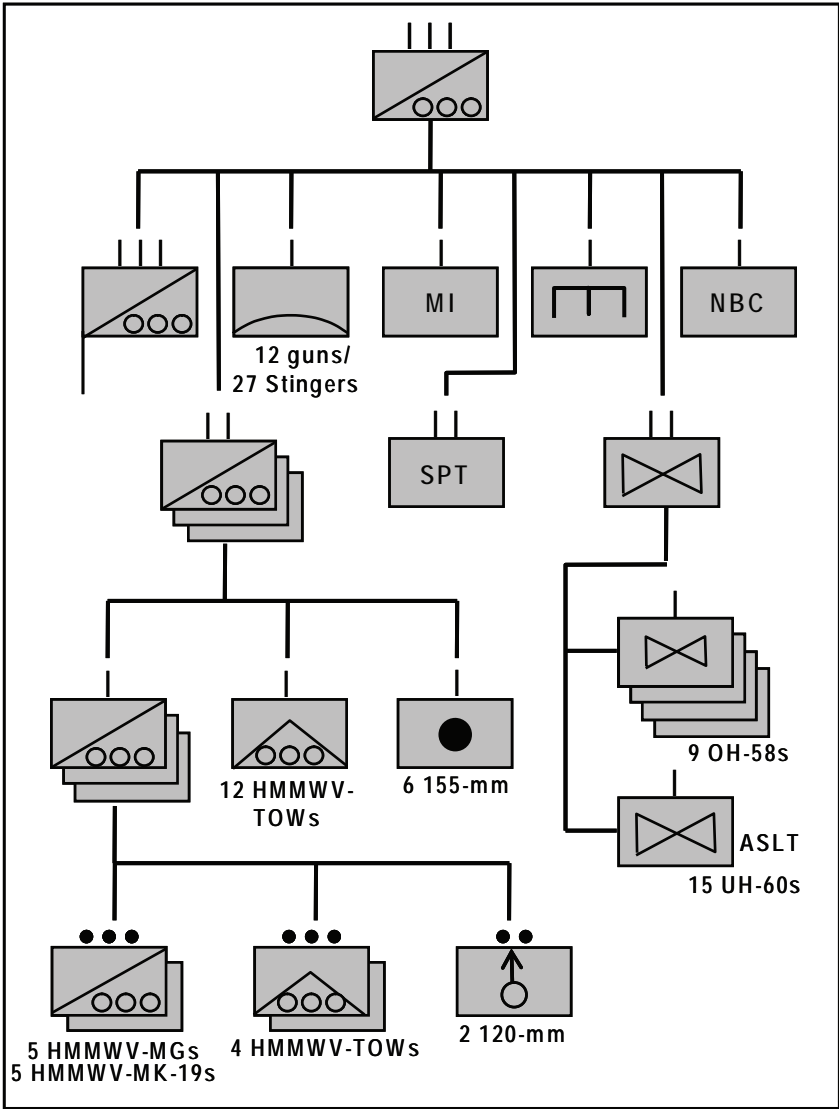 MI
NBC
12 guns/
27 Stingers
SPT
9 OH-58s
12 HMMWV-
TOWs
6 155-mm
ASLT
15 UH-60s
5 HMMWV-MGs
5 HMMWV-MK-19s
4 HMMWV-TOWs
2 120-mm